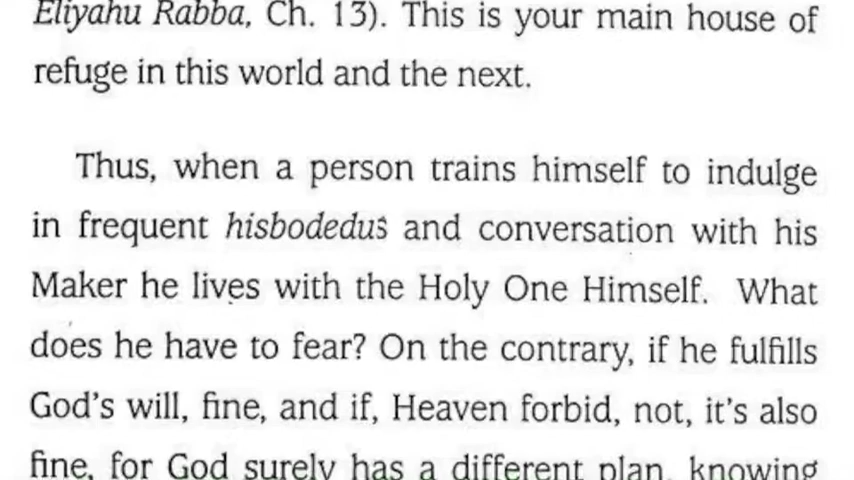 Eliyahu Rabba, Ch. 13). This is your main house of
refuge in this world and the next.
Thus, when a person trains himself to indulge
in frequent hisbodedus and conversation with his
Maker he lives with the Holy One Himself. What
does he have to fear? On the contrary, if he fulfills
God's will, fine, and if, Heaven forbid, not, it's also
fine, for God surely has a different plan, knowing